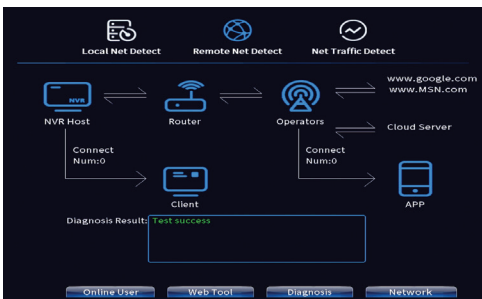 Local Net Detect Remote Net Detect Net Traffic Detect
www.google.com
www.MSN.com
NVR
NVR Host Router Operators
Cloud Server
Connect
Num:0
Connect
Num:0
Client
APP
Diagnosis Result: Test success
Online User Web Tool Diagnosis Network